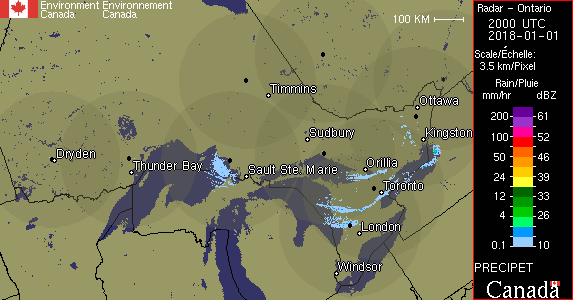 Environment Environnement
Canada Canada
100 KM
Timmins
Ottawa
Sudbury
Kingston
Dryden
Thunder Bay
Sault Ste. Marie
Orillia
Toronto
London
Windsor
Radar - Ontario
2000 UTC
2018-01-01
Scale/Échelle:
3.5 km/Pixel
Rain/Pluie
mm/hr dBZ
200 61
100 52
50 46
24 39
12 33
4 26
0.1 10
PRECIPET
Canada